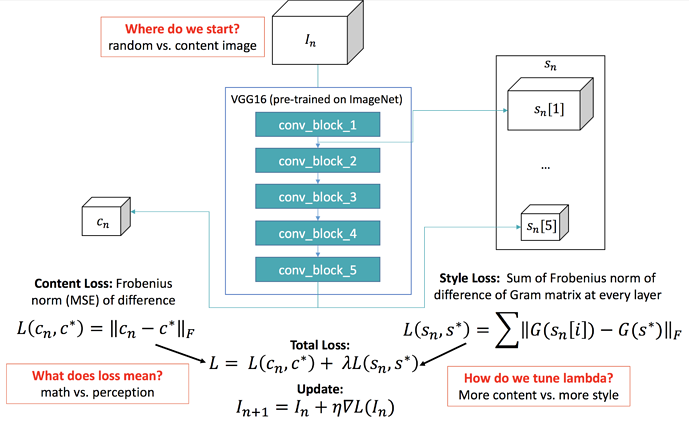 Where do we start?
random vs. content image
I_n
s_n
VGG16 (pre-trained on ImageNet)
conv_block_1
s_n[1]
conv_block_2
...
conv_block_3
c_n
conv_block_4
s_n[5]
conv_block_5
Content Loss: Frobenius
norm (MSE) of difference
L(c_n, c*) = ‖c_n − c*‖_F
Style Loss: Sum of Frobenius norm of
difference of Gram matrix at every layer
L(s_n, s*) = ∑‖G(s_n[i]) − G(s*)‖_F
Total Loss:
L = L(c_n, c*) + λL(s_n, s*)
What does loss mean?
math vs. perception
How do we tune lambda?
More content vs. more style
Update:
I_{n+1} = I_n + η∇L(I_n)